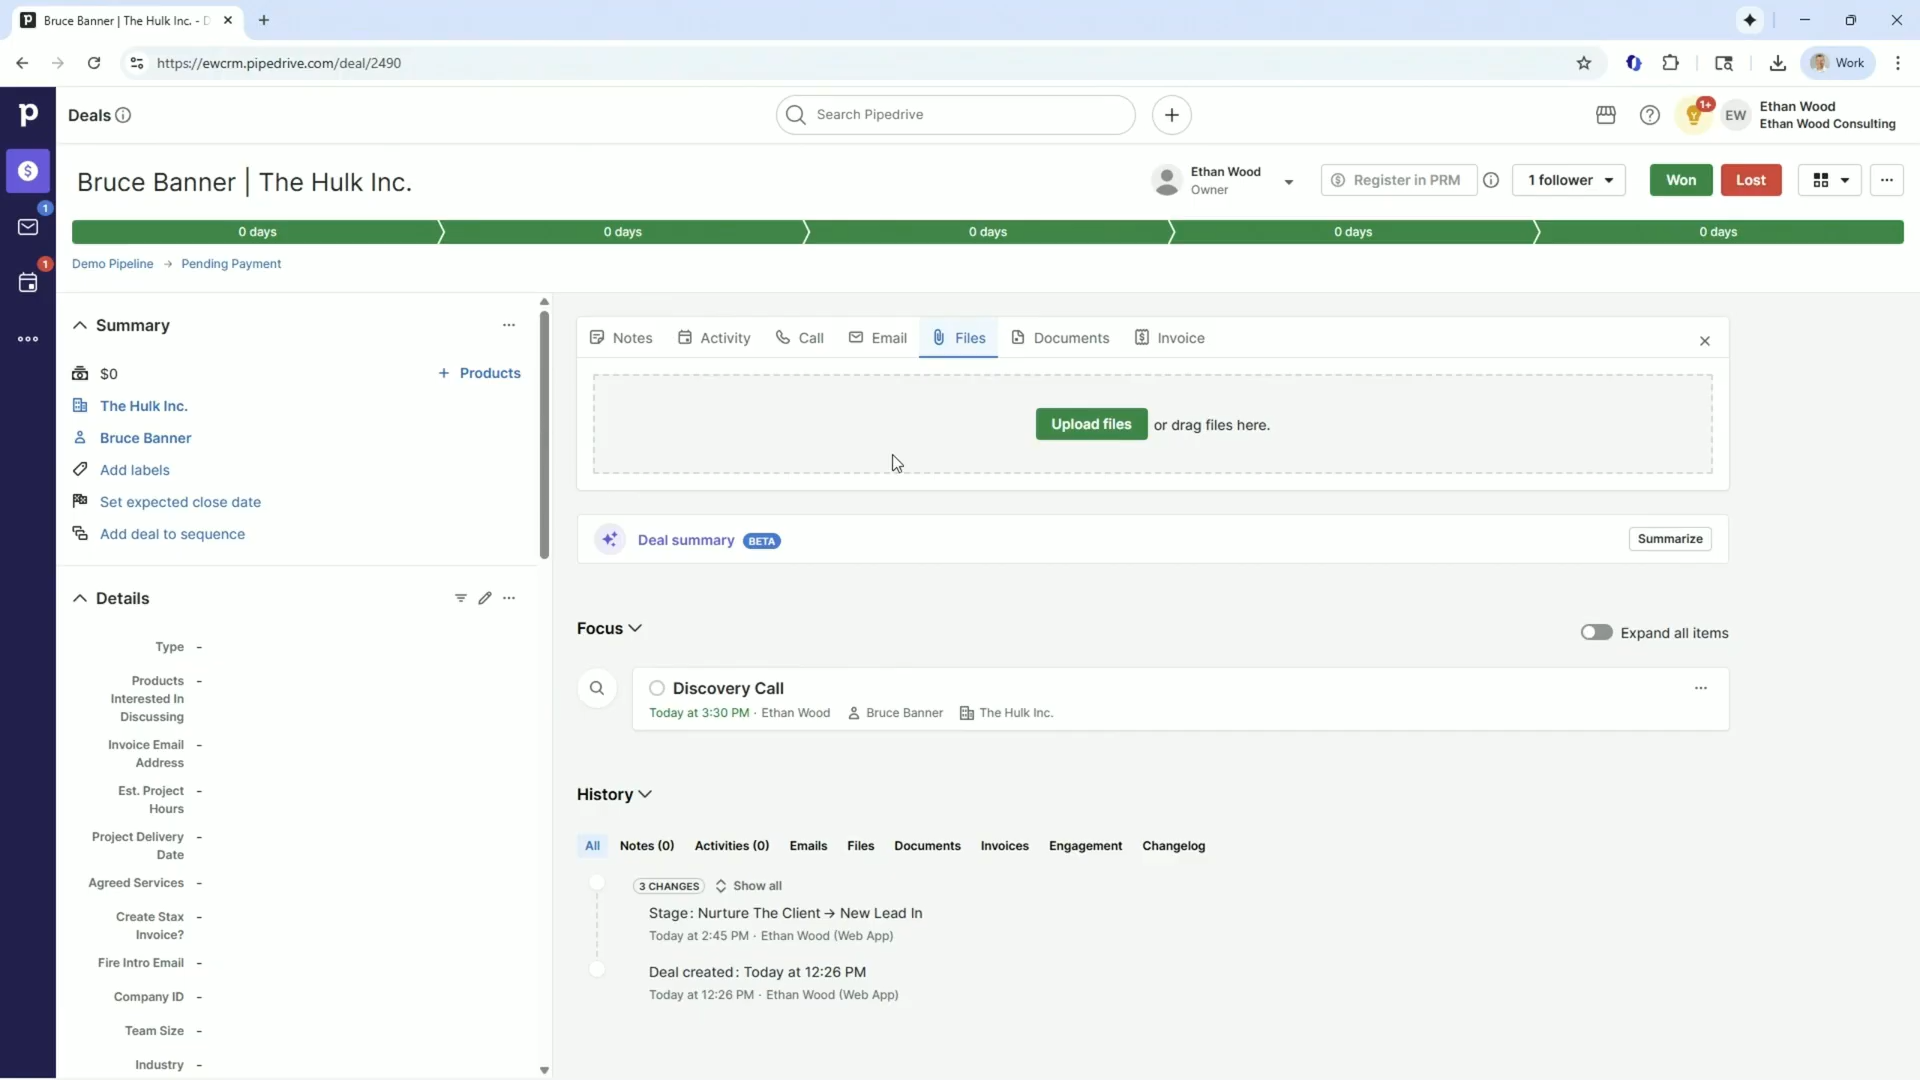 Bruce Banner | The Hulk Inc. - D
https://ewcrm.pipedrive.com/deal/2490
Work
p
Deals
Search Pipedrive
1+
EW
Ethan Wood
Ethan Wood Consulting
Bruce Banner | The Hulk Inc.
Ethan Wood
Owner
Register in PRM
1 follower
Won
Lost
1
0 days
0 days
0 days
0 days
0 days
Demo Pipeline → Pending Payment
1
Summary
Notes
Activity
Call
Email
Files
Documents
Invoice
$0
+ Products
The Hulk Inc.
Bruce Banner
Add labels
Set expected close date
Add deal to sequence
Upload files or drag files here.
Deal summary BETA
Summarize
Details
Type -
Products Interested In Discussing -
Invoice Email Address -
Est. Project Hours -
Project Delivery Date -
Agreed Services -
Create Stax Invoice? -
Fire Intro Email -
Company ID -
Team Size -
Industry -
Focus
Expand all items
Discovery Call
Today at 3:30 PM · Ethan Wood Bruce Banner The Hulk Inc.
History
All Notes (0) Activities (0) Emails Files Documents Invoices Engagement Changelog
3 CHANGES Show all
Stage: Nurture The Client → New Lead In
Today at 2:45 PM · Ethan Wood (Web App)
Deal created: Today at 12:26 PM
Today at 12:26 PM · Ethan Wood (Web App)